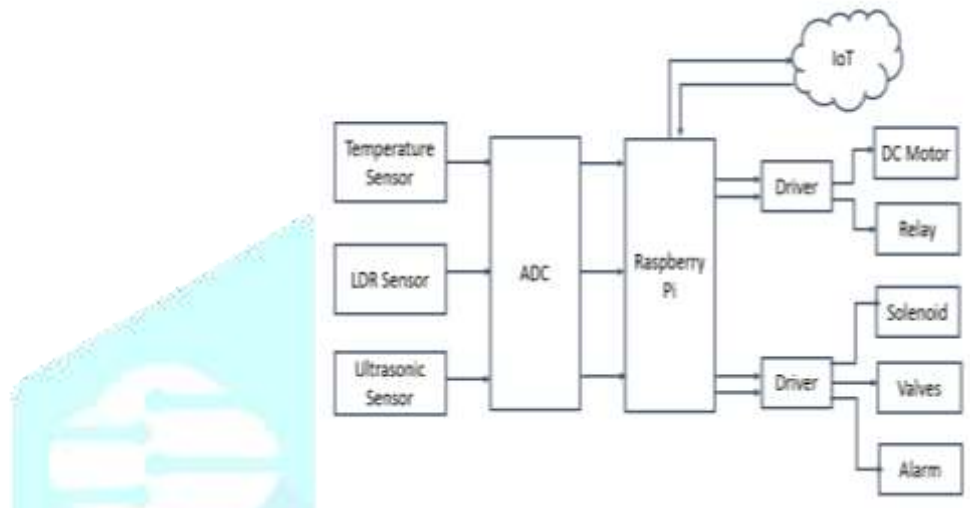 IoT
Temperature
Sensor
LDR Sensor
Ultrasonic
Sensor
ADC
Raspberry
Pi
Driver
DC Motor
Relay
Driver
Solenoid
Valves
Alarm